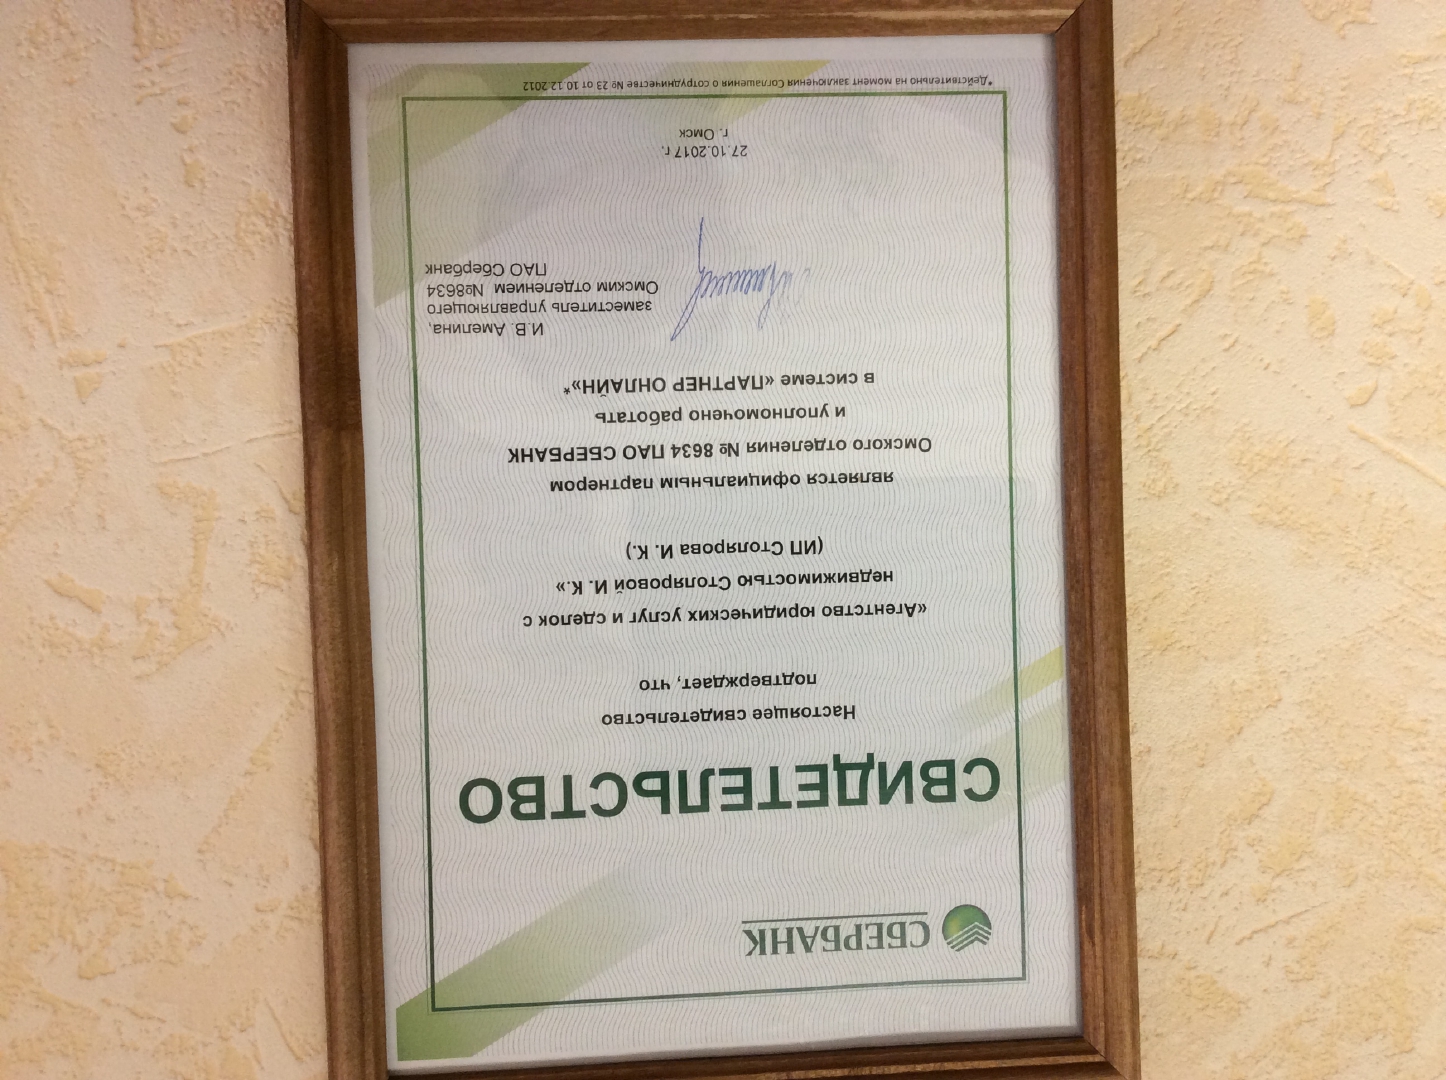 СБЕРБАНК
СВИДЕТЕЛЬСТВО
Настоящее свидетельство
подтверждает, что
«Агентство юридических услуг и сделок с
недвижимостью Столяровой И. К.»
(ИП Столярова И. К.)
является официальным партнером
Омского отделения № 8634 ПАО СБЕРБАНК
и уполномочено работать
в системе «ПАРТНЕР ОНЛАЙН»*
И.В. Амелина,
заместитель управляющего
Омским отделением №8634
ПАО Сбербанк
27.10.2017 г.
г. Омск
*Действительно на момент заключения Соглашения о сотрудничестве № 23 от 10.12.2012